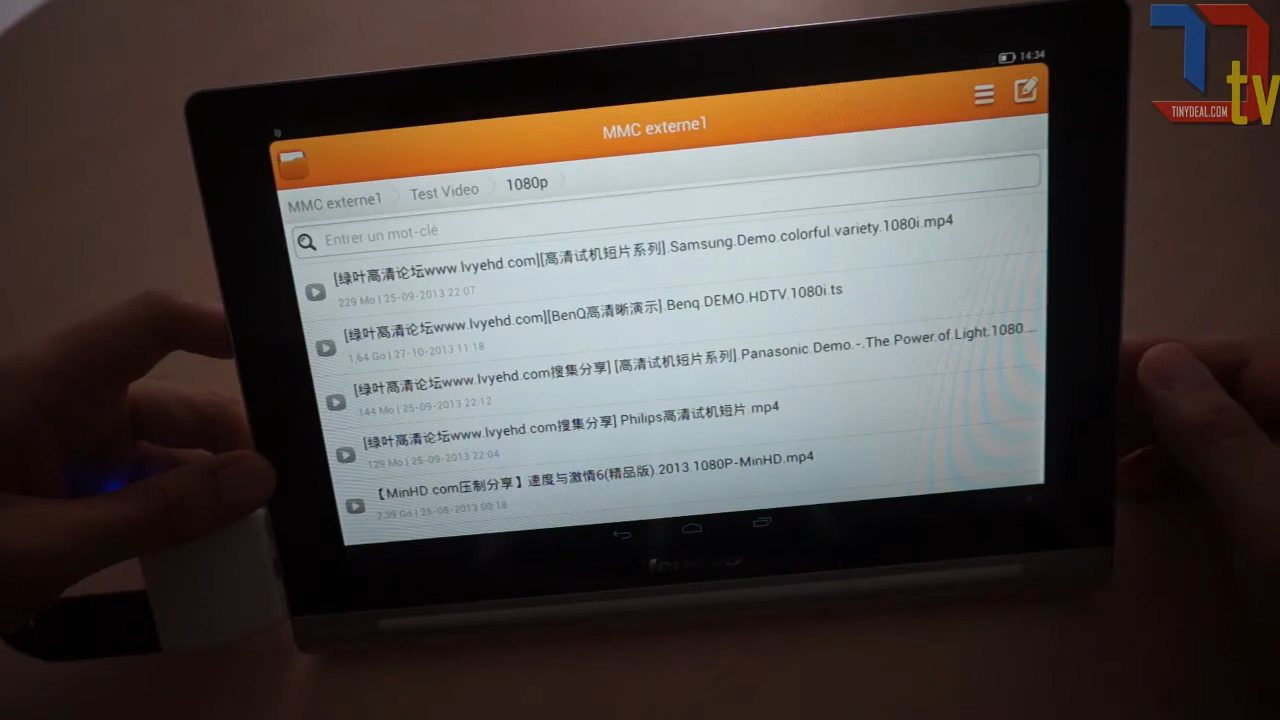 14:34
MMC externe1
MMC externe1 Test Video 1080p
Entrer un mot-clé
[绿叶高清论坛www.lvyehd.com][高清试机短片系列].Samsung.Demo.colorful.variety.1080i.mp4
229 Mo | 25-09-2013 22:07
[绿叶高清论坛www.lvyehd.com][BenQ高清晰演示].Benq.DEMO.HDTV.1080i.ts
1,64 Go | 27-10-2013 11:18
[绿叶高清论坛www.lvyehd.com搜集分享] [高清试机短片系列].Panasonic Demo.-.The Power.of.Light.1080...
144 Mo | 25-09-2013 22:12
[绿叶高清论坛www.lvyehd.com搜集分享] Philips高清试机短片.mp4
129 Mo | 25-09-2013 22:04
【MinHD.com压制分享】速度与激情6(精品版).2013 1080P-MinHD.mp4
2,39 Go | 25-08-2013 00:18
lenovo
TINYDEAL.COM
tv